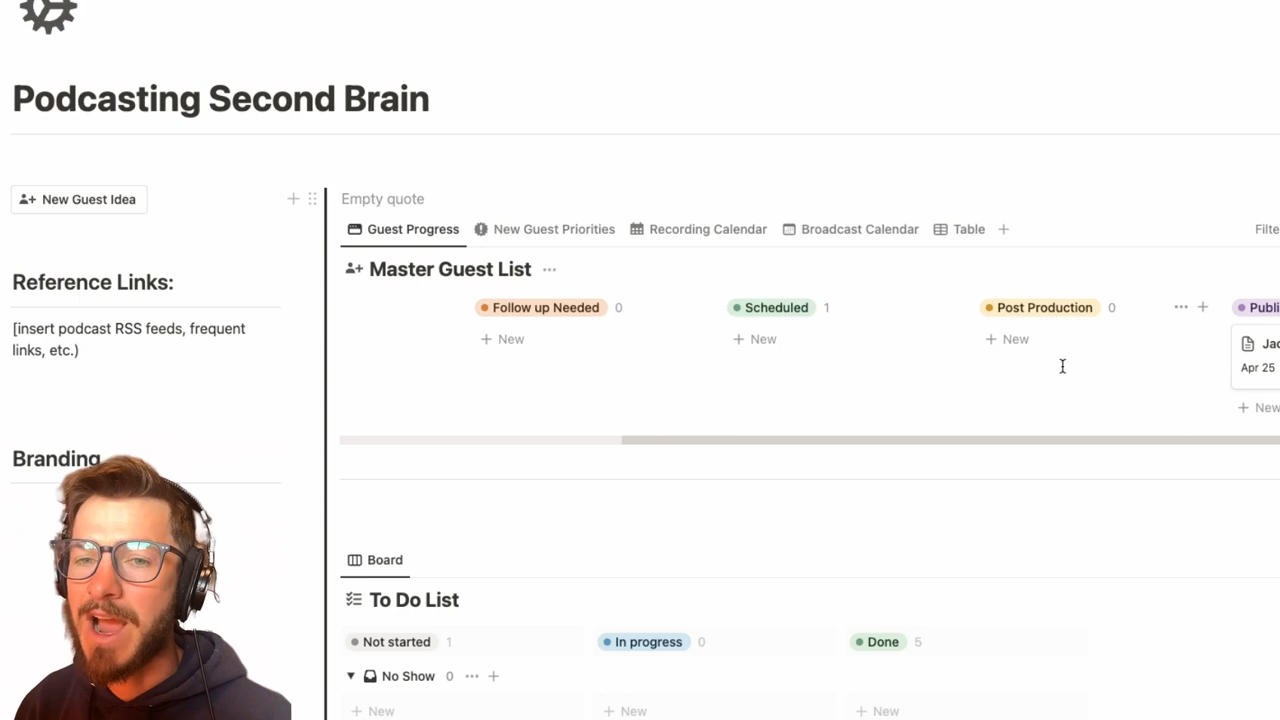 Podcasting Second Brain
New Guest Idea
Empty quote
Guest Progress New Guest Priorities Recording Calendar Broadcast Calendar Table
Filte
Master Guest List
Reference Links:
[insert podcast RSS feeds, frequent
links, etc.)
Follow up Needed 0 Scheduled 1 Post Production 0 Publi
New New New
Jac
Apr 25
New
Branding
Board
To Do List
Not started 1 In progress 0 Done 5
No Show 0
New New New